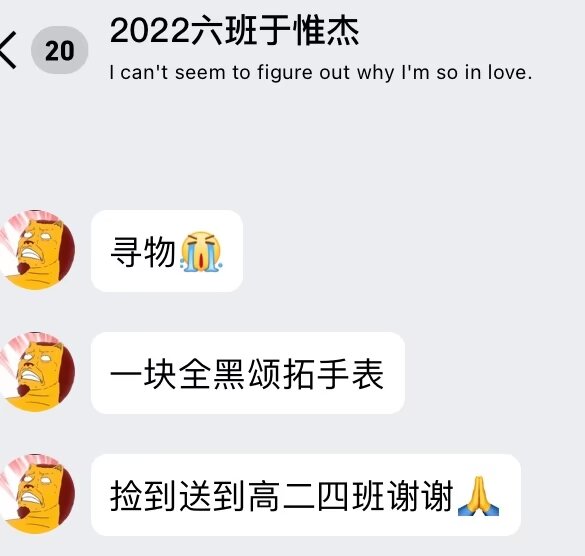 20
2022六班于惟杰
I can't seem to figure out why I'm so in love.
寻物😭
一块全黑颂拓手表
捡到送到高二四班谢谢🙏